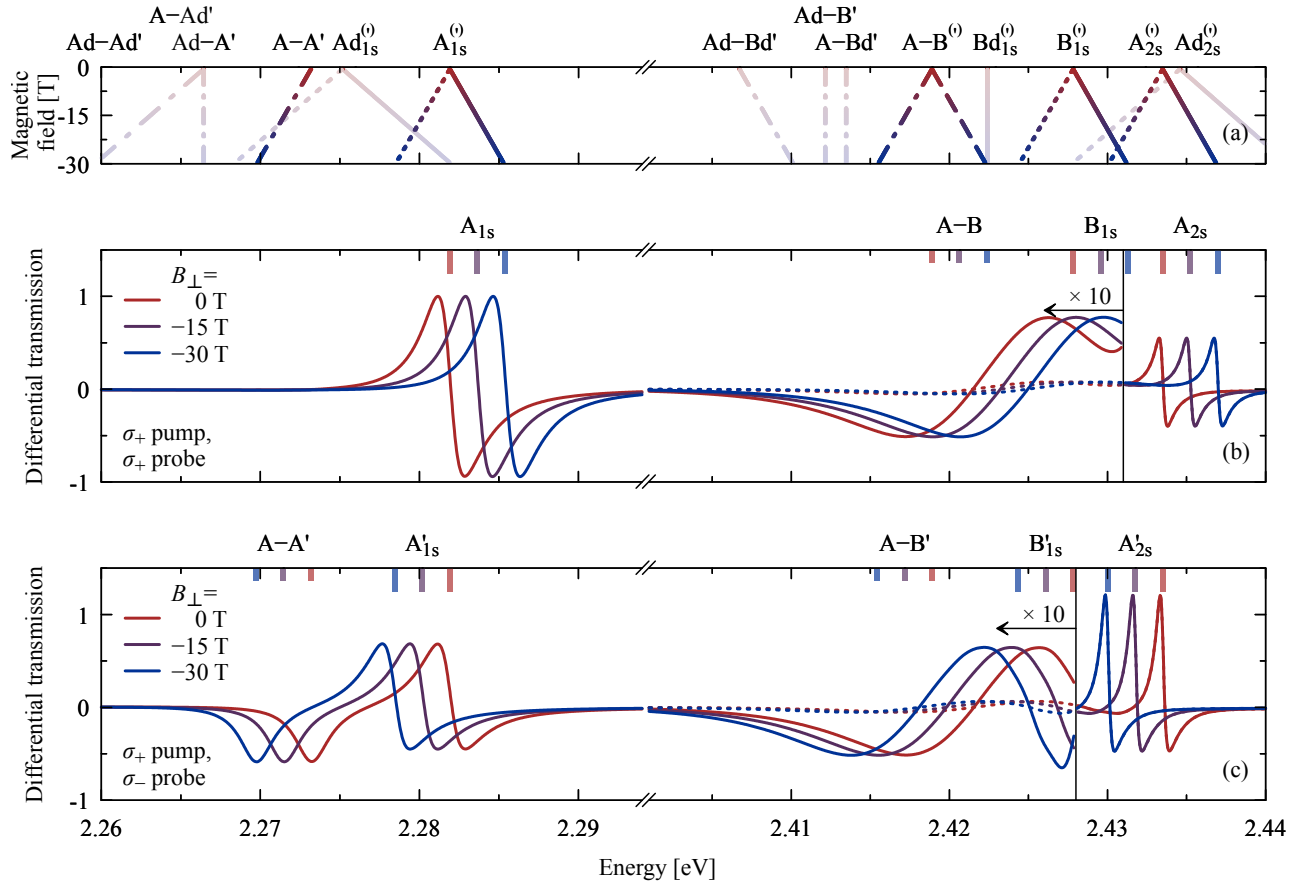 A−Ad' Ad−B'
Ad−Ad' Ad−A' A−A' Ad(')1s A(')1s Ad−Bd' A−Bd' A−B(') Bd(')1s B(')1s A(')2s Ad(')2s
Magnetic
field [T]
0
-15
-30
(a)
A1s A−B B1s A2s
Differential transmission
1
0
-1
B⊥=
0 T
−15 T
−30 T
× 10
σ+ pump,
σ+ probe
(b)
A−A' A'1s A−B' B'1s A'2s
Differential transmission
1
0
-1
B⊥=
0 T
−15 T
−30 T
× 10
σ+ pump,
σ− probe
(c)
2.26 2.27 2.28 2.29 2.41 2.42 2.43 2.44
Energy [eV]